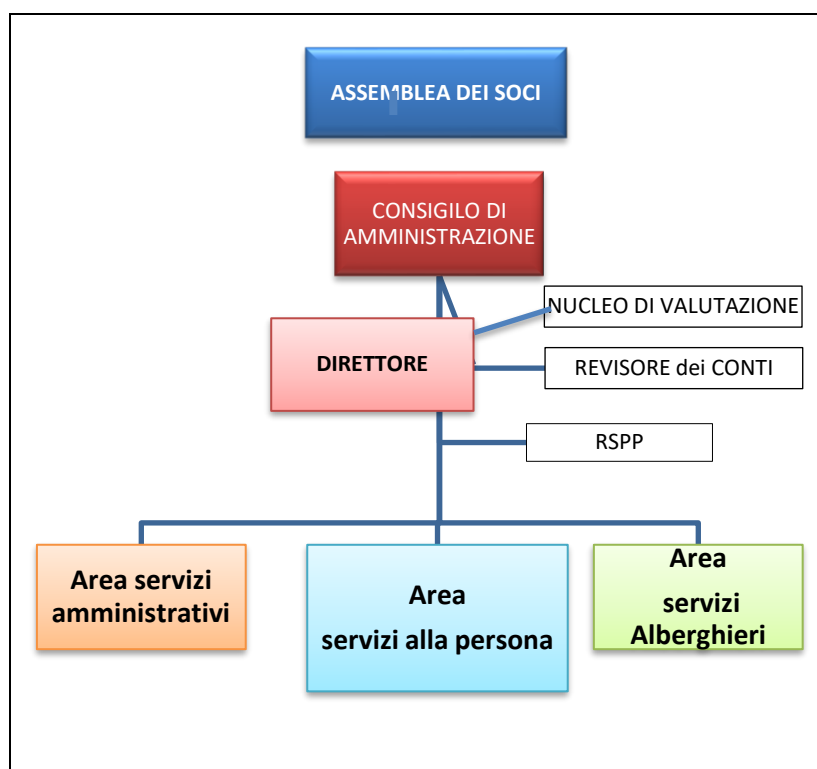 ASSEMBLEA DEI SOCI
CONSIGILO DI
AMMINISTRAZIONE
NUCLEO DI VALUTAZIONE
DIRETTORE
REVISORE dei CONTI
RSPP
Area servizi
amministrativi
Area
servizi alla persona
Area
servizi
Alberghieri